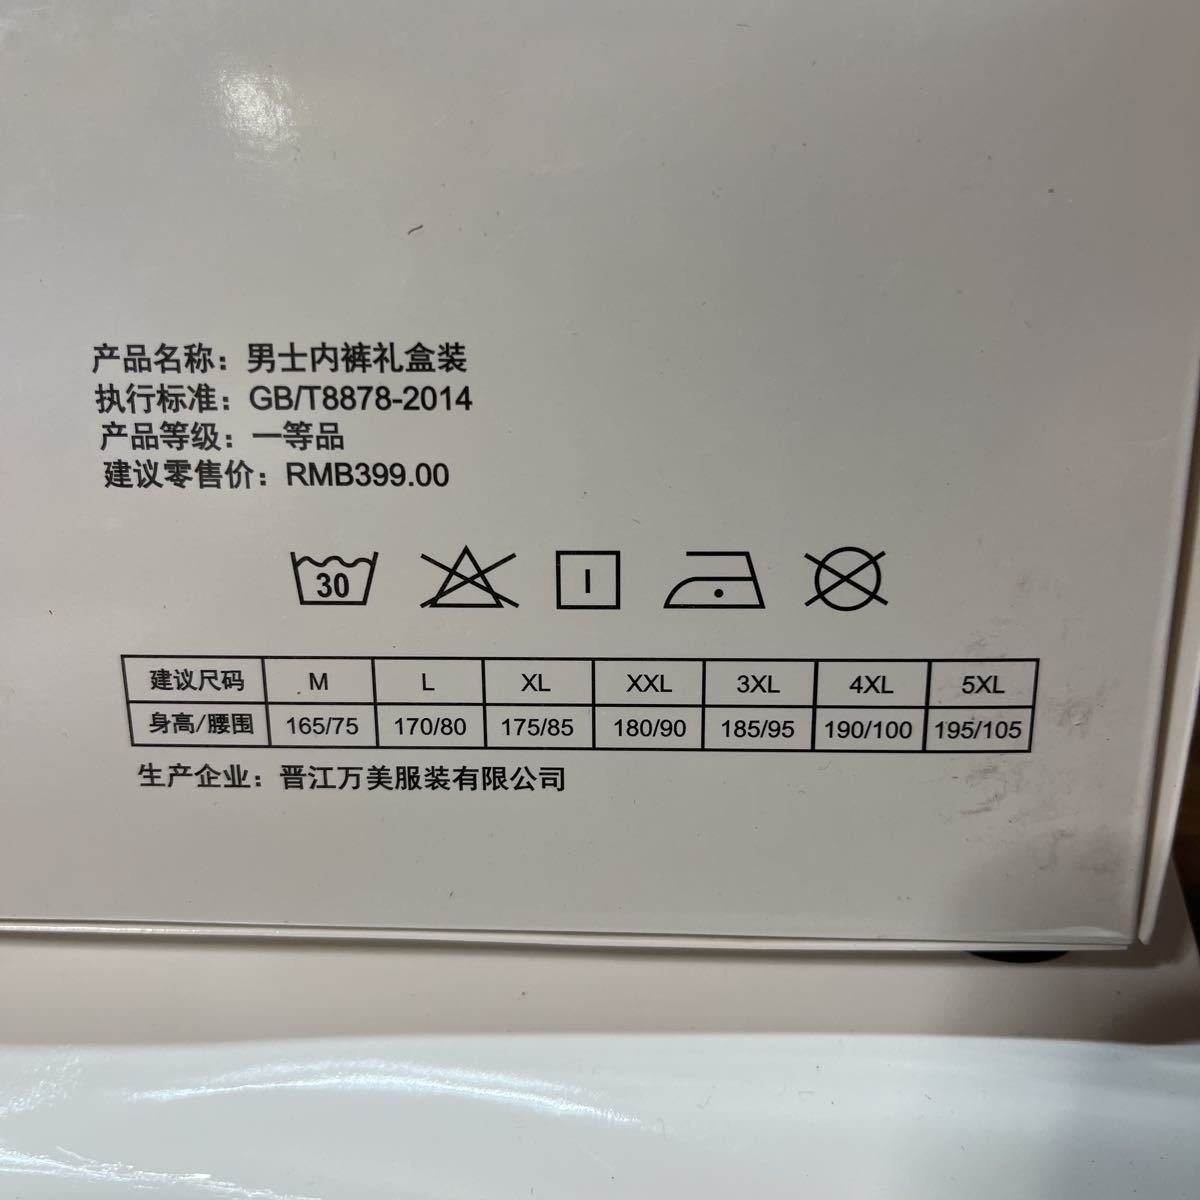 产品名称：男士内裤礼盒装
执行标准：GB/T8878-2014
产品等级：一等品
建议零售价：RMB399.00
30
建议尺码 M L XL XXL 3XL 4XL 5XL
身高/腰围 165/75 170/80 175/85 180/90 185/95 190/100 195/105
生产企业：晋江万美服装有限公司